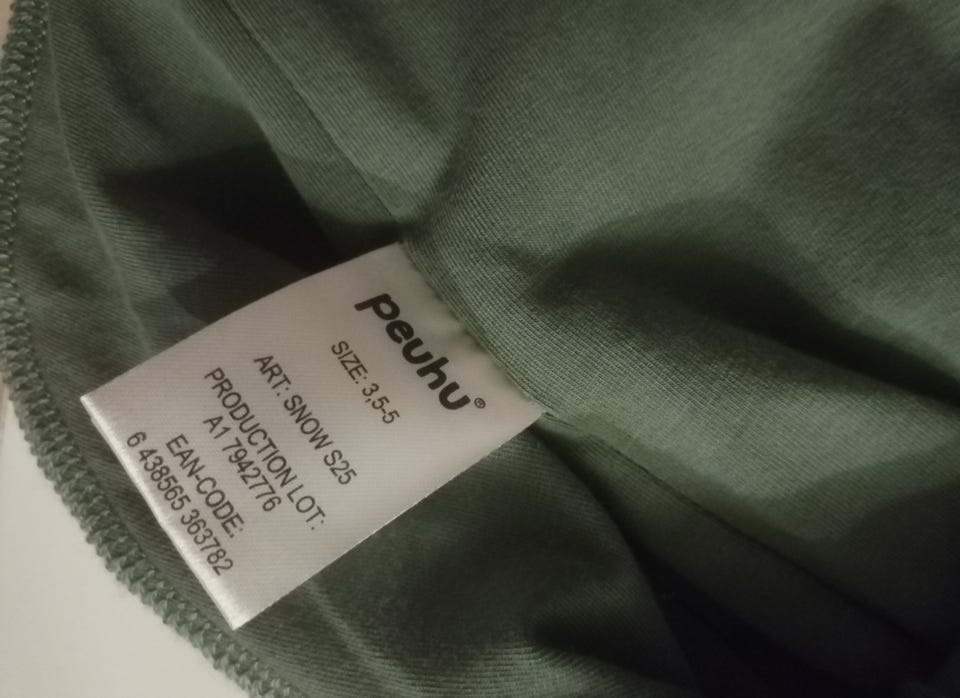 peuhu®
SIZE: 3,5-5
ART: SNOW S25
PRODUCTION LOT:
A1 7942776
EAN-CODE:
6 438565 363782